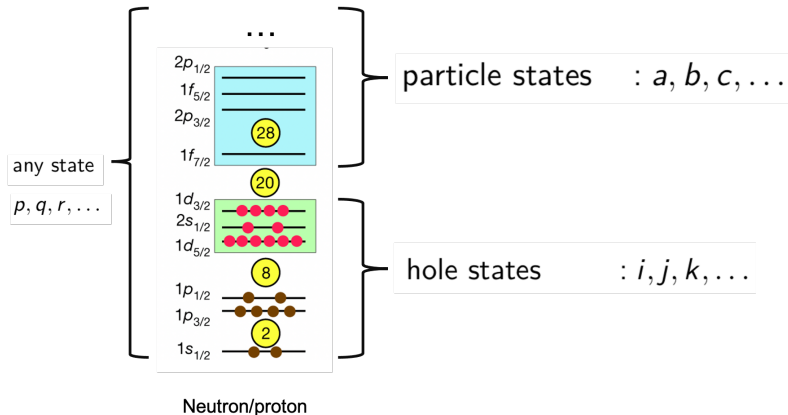 ...
2p1/2
1f5/2
2p3/2
28
1f7/2
20
1d3/2
2s1/2
1d5/2
8
1p1/2
1p3/2
2
1s1/2
Neutron/proton
any state
p, q, r, ...
particle states : a, b, c, ...
hole states : i, j, k, ...